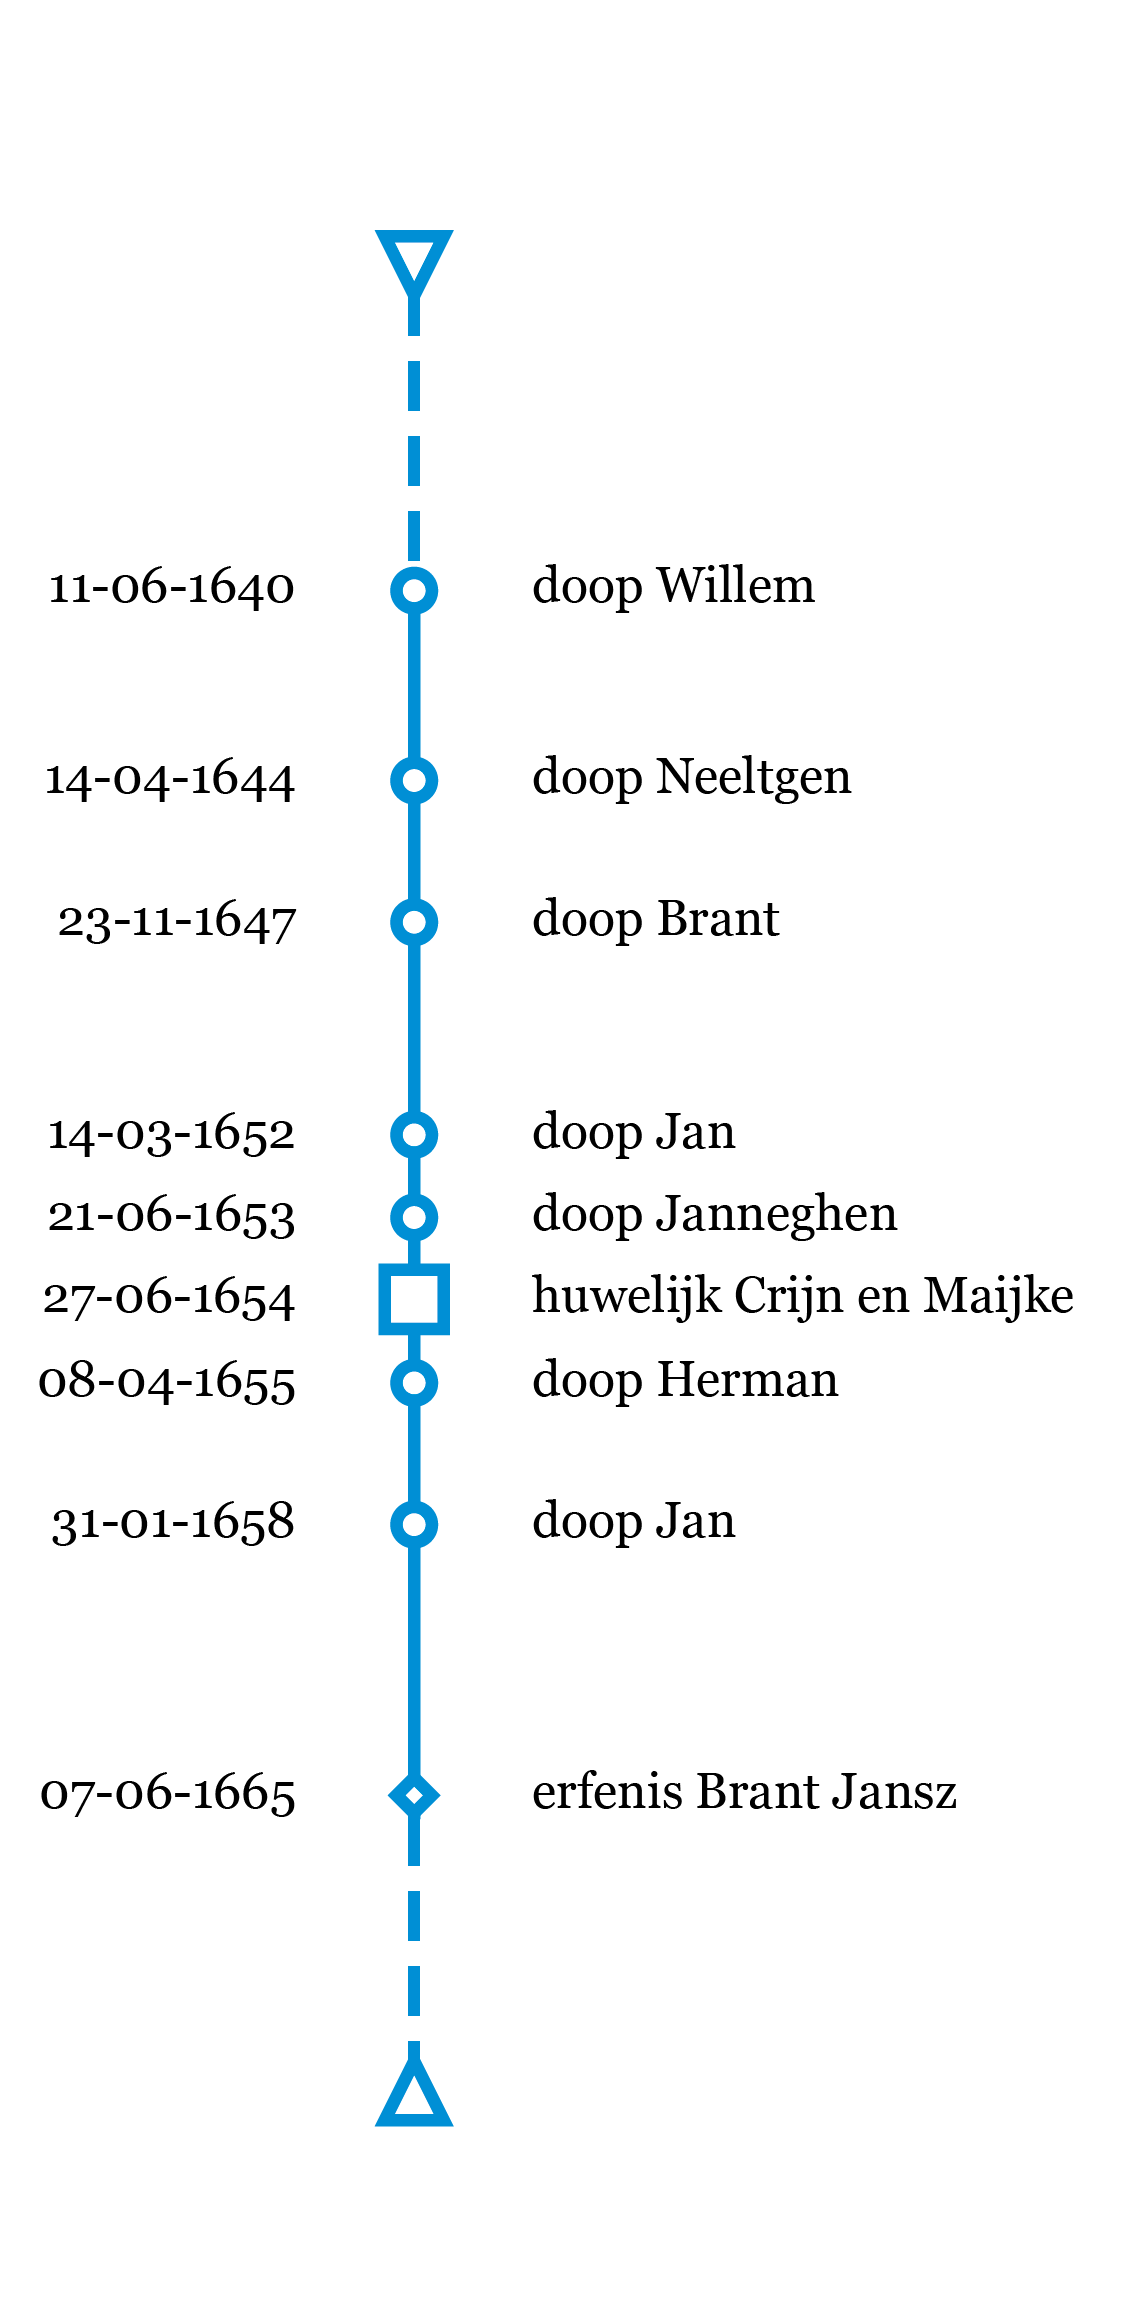 11-06-1640 doop Willem
14-04-1644 doop Neeltgen
23-11-1647 doop Brant
14-03-1652 doop Jan
21-06-1653 doop Janneghen
27-06-1654 huwelijk Crijn en Maijke
08-04-1655 doop Herman
31-01-1658 doop Jan
07-06-1665 erfenis Brant Jansz